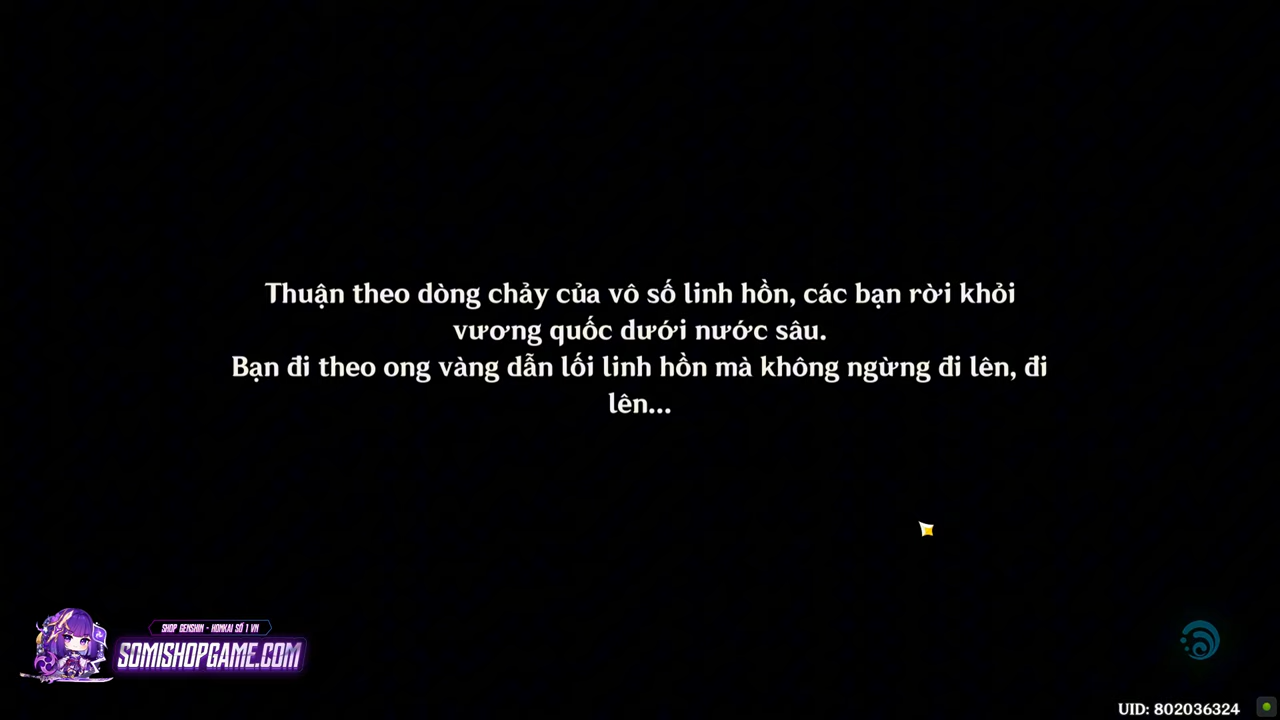 Thuận theo dòng chảy của vô số linh hồn, các bạn rời khỏi
vương quốc dưới nước sâu.
Bạn đi theo ong vàng dẫn lối linh hồn mà không ngừng đi lên, đi
lên...
SHOP GENSHIN - HONKAI SỐ 1 VN
SOMISHOPGAME.COM
UID: 802036324